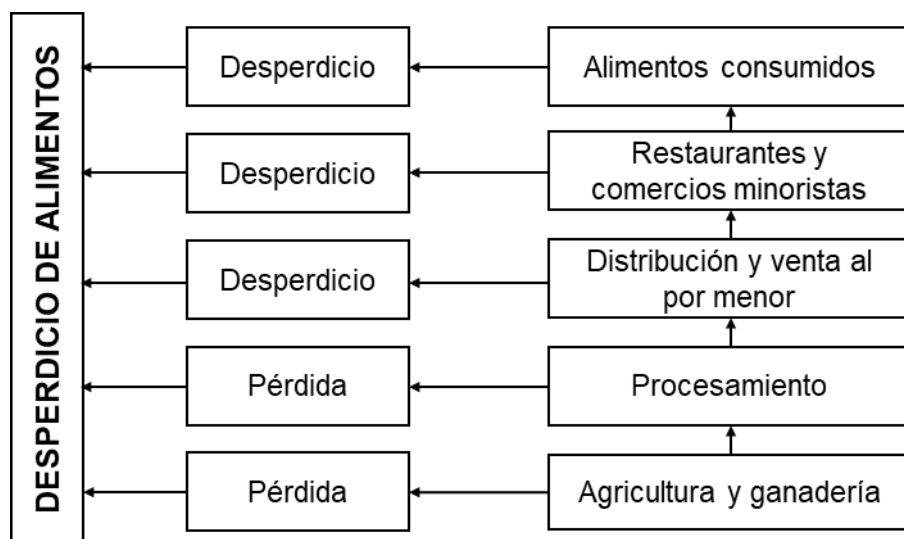 DESPERDICIO DE ALIMENTOS
Desperdicio
Alimentos consumidos
Desperdicio
Restaurantes y
comercios minoristas
Desperdicio
Distribución y venta al
por menor
Pérdida
Procesamiento
Pérdida
Agricultura y ganadería